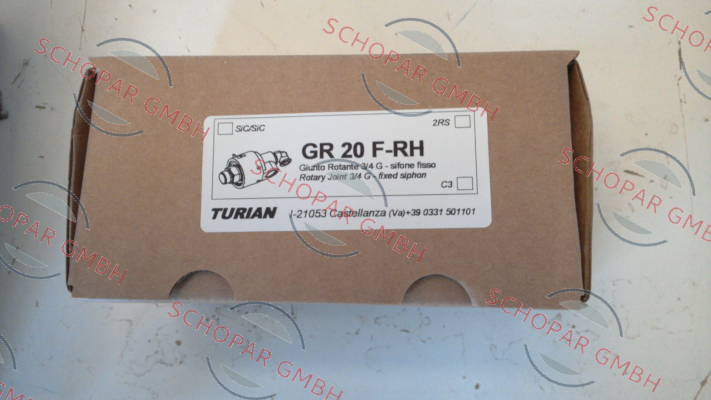 SiC/SiC
2RS
GR 20 F-RH
Giunto Rotante 3/4 G - sifone fisso
Rotary Joint 3/4 G - fixed siphon
C3
TURIAN I-21053 Castellanza (Va)+39 0331 501101
SCHOPAR GMBH
SCHOPAR GMBH
SCHOPAR GMBH
SCHOPAR GMBH
SCHOPAR GMBH
SCHOPAR GMBH